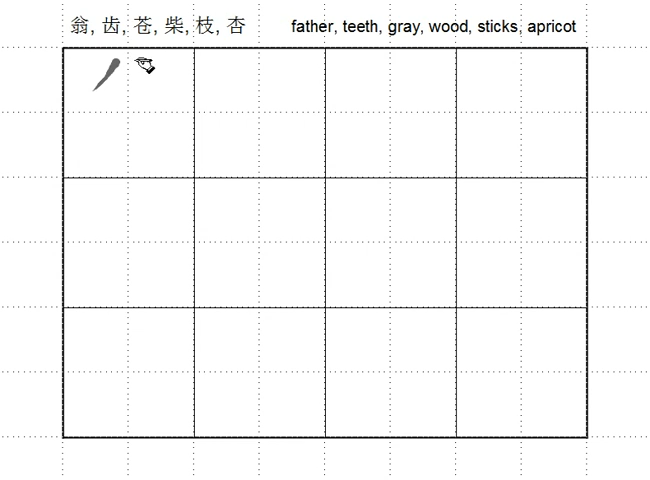 翁, 齿, 苍, 柴, 枝, 杏 father, teeth, gray, wood, sticks, apricot